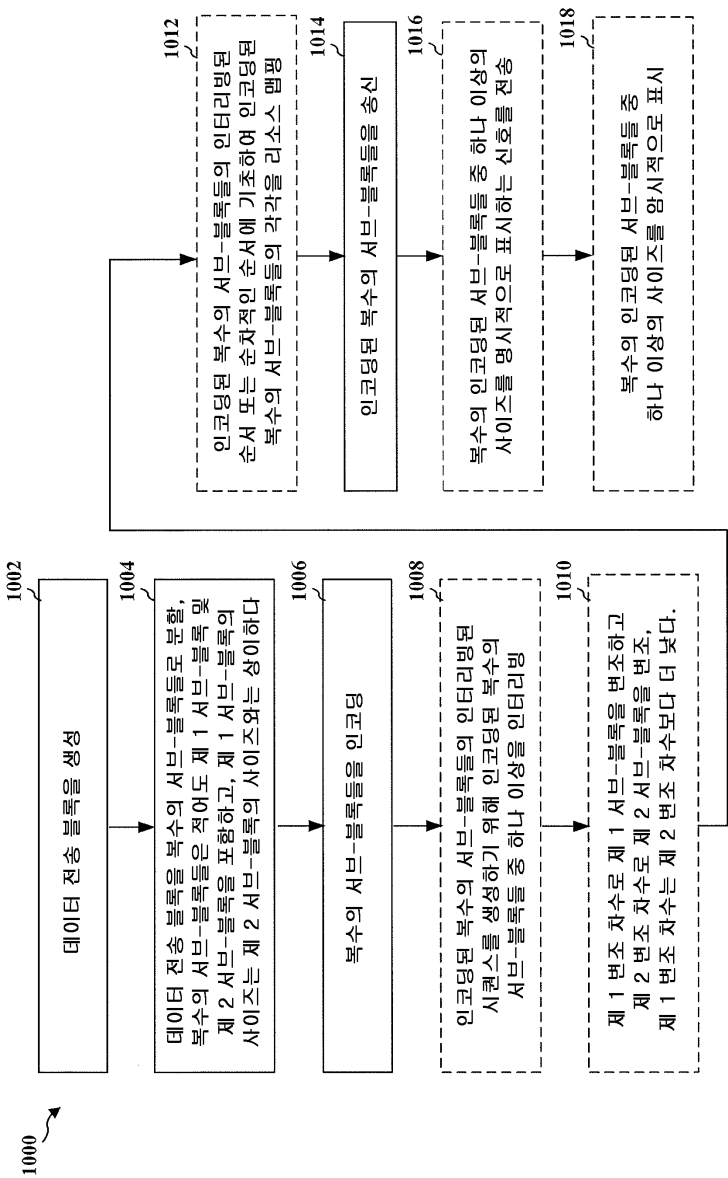 1000
1002
데이터 전송 블록을 생성
1004
데이터 전송 블록을 복수의 서브-블록들로 분할,
복수의 서브-블록들은 적어도 제 1 서브-블록 및
제 2 서브-블록을 포함하고, 제 1 서브-블록의
사이즈는 제 2 서브-블록의 사이즈와는 상이하다
1006
복수의 서브-블록들을 인코딩
1008
인코딩된 복수의 서브-블록들의 인터리빙된
시퀀스를 생성하기 위해 인코딩된 복수의
서브-블록들 중 하나 이상을 인터리빙
1010
제 1 변조 차수로 제 1 서브-블록을 변조하고
제 2 변조 차수로 제 2 서브-블록을 변조,
제 1 변조 차수는 제 2 변조 차수보다 더 낮다.
1012
인코딩된 복수의 서브-블록들의 인터리빙된
순서 또는 순차적인 순서에 기초하여 인코딩된
복수의 서브-블록들의 각각을 리소스 맵핑
1014
인코딩된 복수의 서브-블록들을 송신
1016
복수의 인코딩된 서브-블록들 중 하나 이상의
사이즈를 명시적으로 표시하는 신호를 전송
1018
복수의 인코딩된 서브-블록들 중
하나 이상의 사이즈를 암시적으로 표시